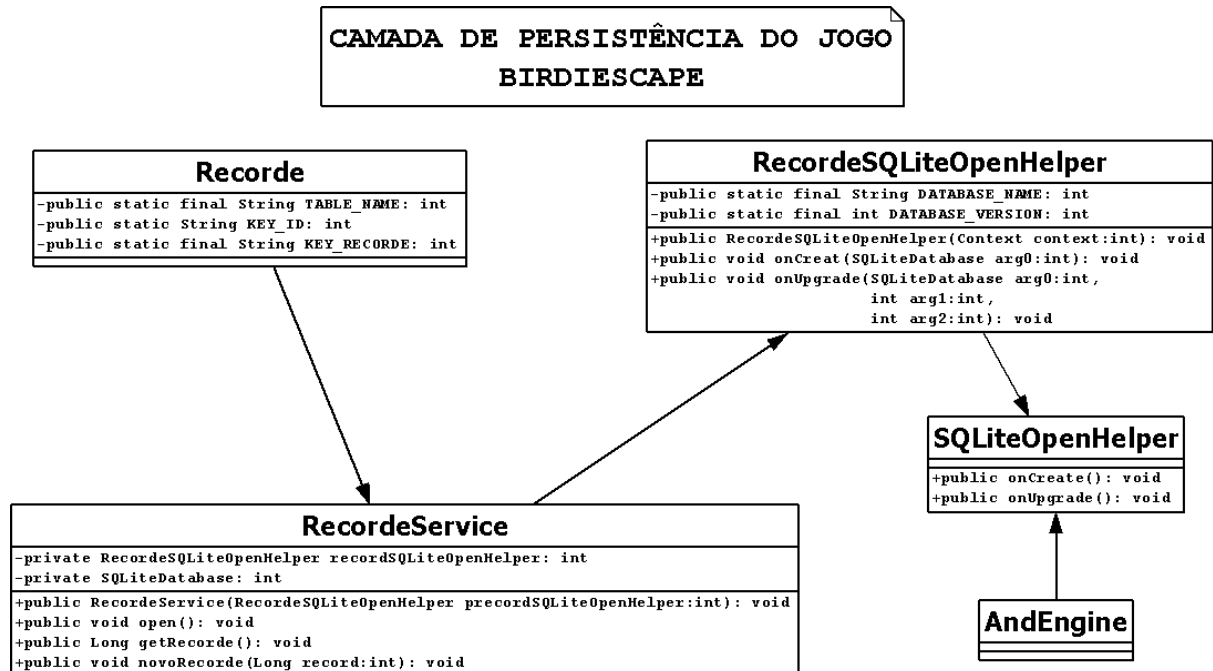 CAMADA DE PERSISTÊNCIA DO JOGO
BIRDIESCAPE
Recorde
-public static final String TABLE_NAME: int
-public static String KEY_ID: int
-public static final String KEY_RECORDE: int
RecordeSQLiteOpenHelper
-public static final String DATABASE_NAME: int
-public static final int DATABASE_VERSION: int
+public RecordeSQLiteOpenHelper(Context context:int): void
+public void onCreat(SQLiteDatabase arg0:int): void
+public void onUpgrade(SQLiteDatabase arg0:int,
int arg1:int,
int arg2:int): void
SQLiteOpenHelper
+public onCreate(): void
+public onUpgrade(): void
RecordeService
-private RecordeSQLiteOpenHelper recordSQLiteOpenHelper: int
-private SQLiteDatabase: int
+public RecordeService(RecordeSQLiteOpenHelper precordSQLiteOpenHelper:int): void
+public void open(): void
+public Long getRecorde(): void
+public void novoRecorde(Long record:int): void
AndEngine